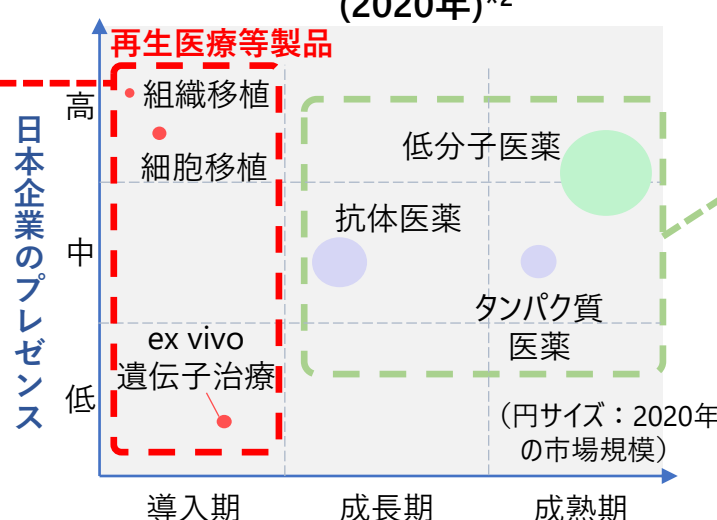 (2020年)*2
再生医療等製品
組織移植
細胞移植
低分子医薬
抗体医薬
タンパク質
医薬
ex vivo
遺伝子治療
(円サイズ：2020年
の市場規模)
日本企業のプレゼンス
高
中
低
導入期
成長期
成熟期